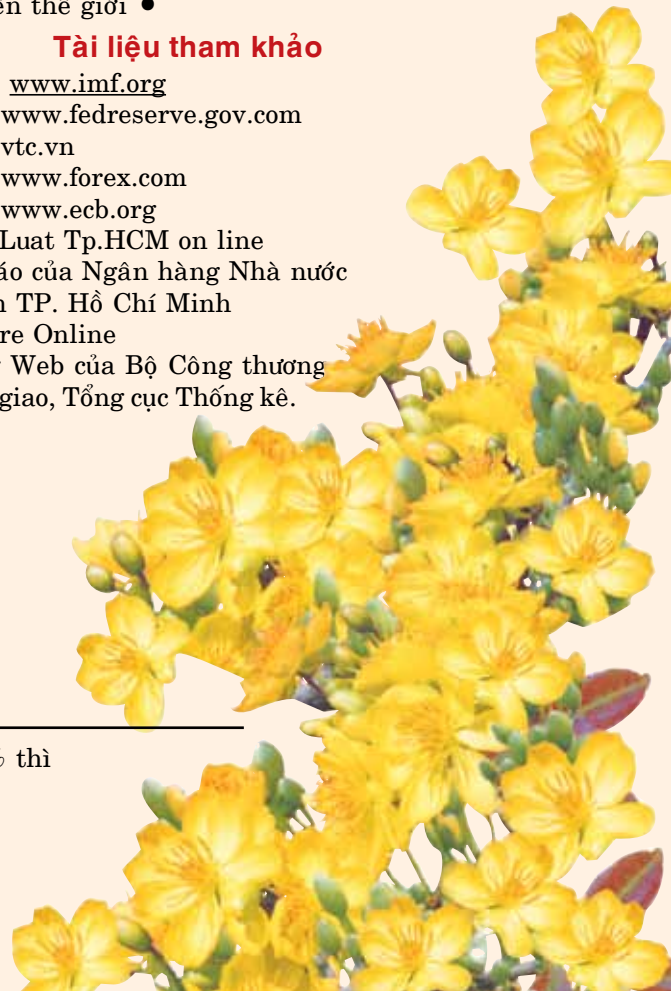 ên thế giới •
Tài liệu tham khảo
www.imf.org
www.fedreserve.gov.com
vtc.vn
www.forex.com
www.ecb.org
Luat Tp.HCM on line
áo của Ngân hàng Nhà nước
TP. Hồ Chí Minh
re Online
Web của Bộ Công thương
giao, Tổng cục Thống kê.
thì